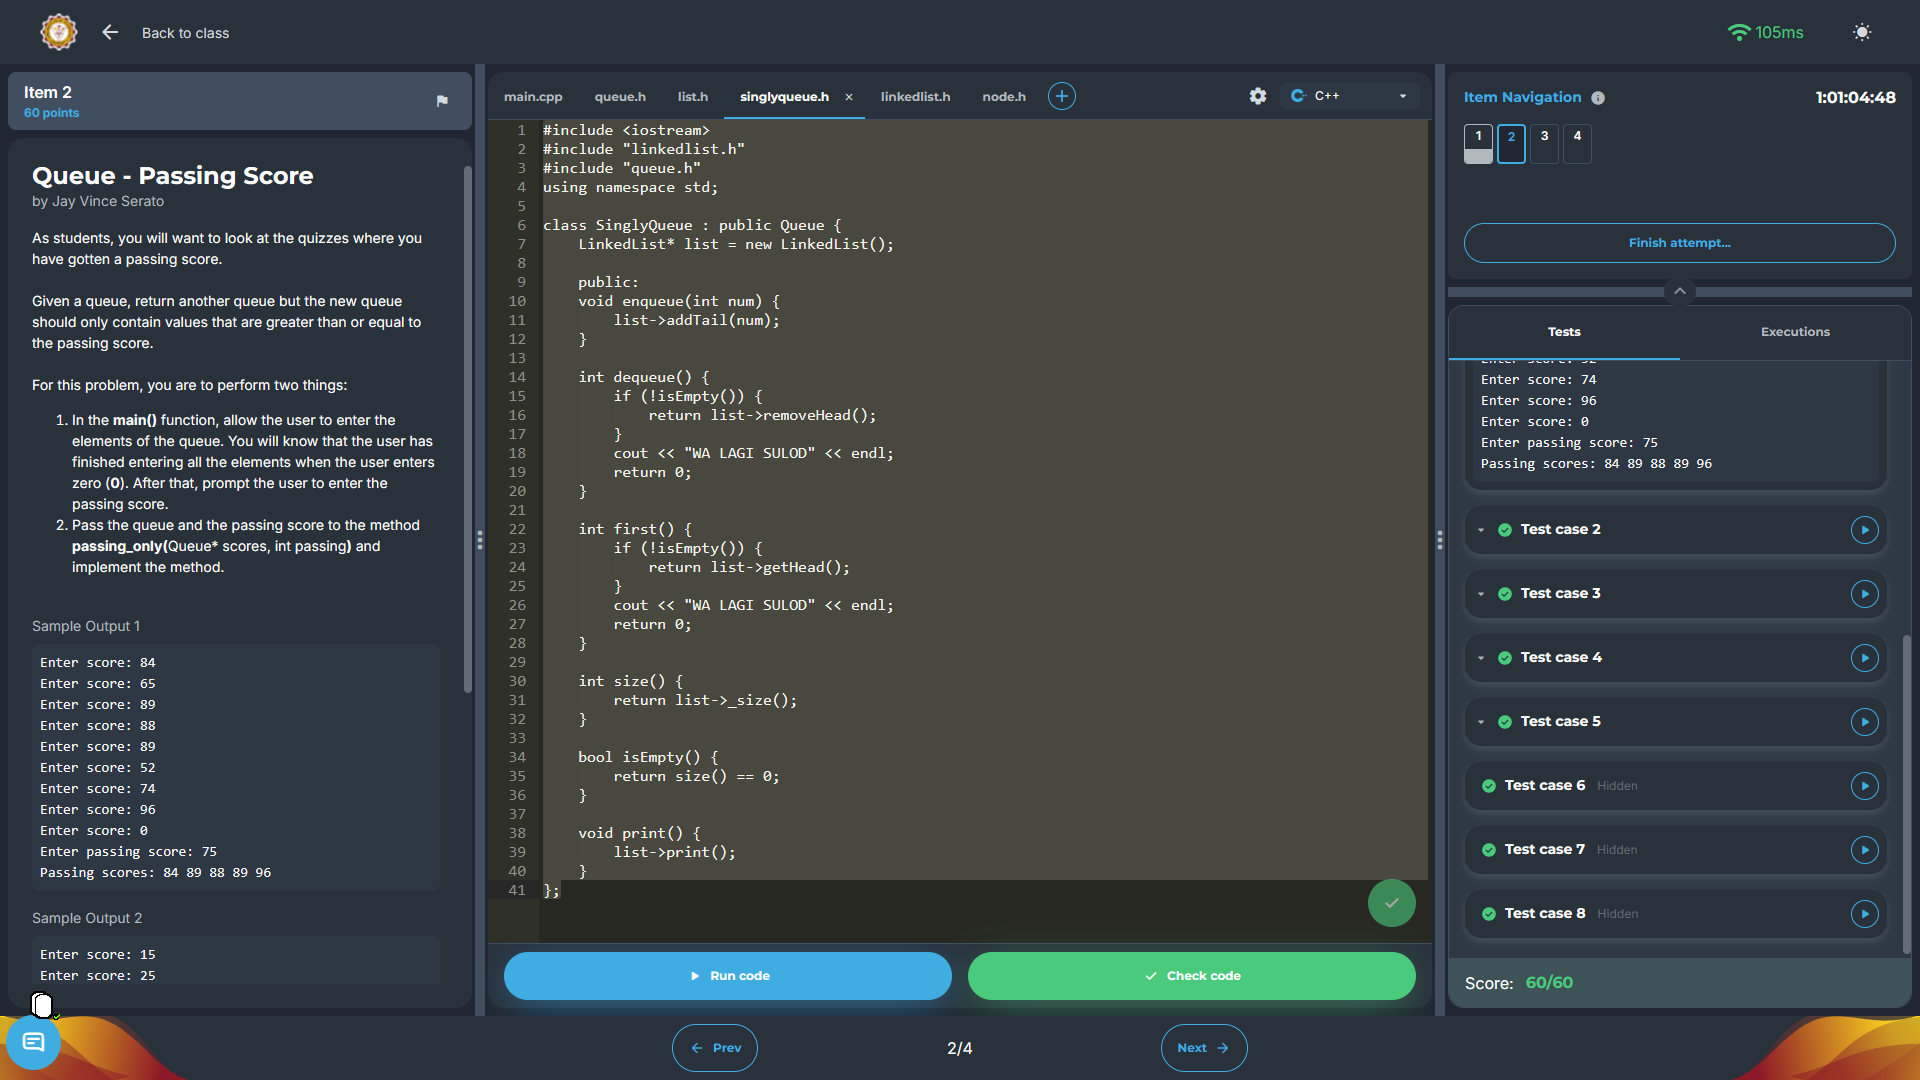 Back to class
105ms
Item 2
60 points
Queue - Passing Score
by Jay Vince Serato
As students, you will want to look at the quizzes where you
have gotten a passing score.
Given a queue, return another queue but the new queue
should only contain values that are greater than or equal to
the passing score.
For this problem, you are to perform two things:
1. In the main() function, allow the user to enter the
elements of the queue. You will know that the user has
finished entering all the elements when the user enters
zero (0). After that, prompt the user to enter the
passing score.
2. Pass the queue and the passing score to the method
passing_only(Queue* scores, int passing) and
implement the method.
Sample Output 1
Enter score: 84
Enter score: 65
Enter score: 89
Enter score: 88
Enter score: 89
Enter score: 52
Enter score: 74
Enter score: 96
Enter score: 0
Enter passing score: 75
Passing scores: 84 89 88 89 96
Sample Output 2
Enter score: 15
Enter score: 25
main.cpp queue.h list.h singlyqueue.h × linkedlist.h node.h + C++
1 #include <iostream>
2 #include "linkedlist.h"
3 #include "queue.h"
4 using namespace std;
5
6 class SinglyQueue : public Queue {
7 LinkedList* list = new LinkedList();
8
9 public:
10 void enqueue(int num) {
11 list->addTail(num);
12 }
13
14 int dequeue() {
15 if (!isEmpty()) {
16 return list->removeHead();
17 }
18 cout << "WA LAGI SULOD" << endl;
19 return 0;
20 }
21
22 int first() {
23 if (!isEmpty()) {
24 return list->getHead();
25 }
26 cout << "WA LAGI SULOD" << endl;
27 return 0;
28 }
29
30 int size() {
31 return list->_size();
32 }
33
34 bool isEmpty() {
35 return size() == 0;
36 }
37
38 void print() {
39 list->print();
40 }
41 };
Run code
Check code
Item Navigation 1:01:04:48
1 2 3 4
Finish attempt...
Tests Executions
Enter score: 52
Enter score: 74
Enter score: 96
Enter score: 0
Enter passing score: 75
Passing scores: 84 89 88 89 96
Test case 2
Test case 3
Test case 4
Test case 5
Test case 6 Hidden
Test case 7 Hidden
Test case 8 Hidden
Score: 60/60
Prev 2/4 Next